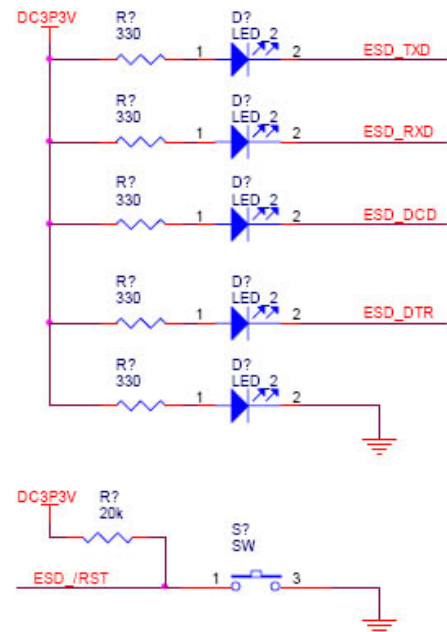 DC3P3V
R? D?
330 LED_2
1 2 ESD_TXD
R? D?
330 LED_2
1 2 ESD_RXD
R? D?
330 LED_2
1 2 ESD_DCD
R? D?
330 LED_2
1 2 ESD_DTR
R? D?
330 LED_2
1 2
DC3P3V R?
20k
S?
SW
ESD_/RST 1 3